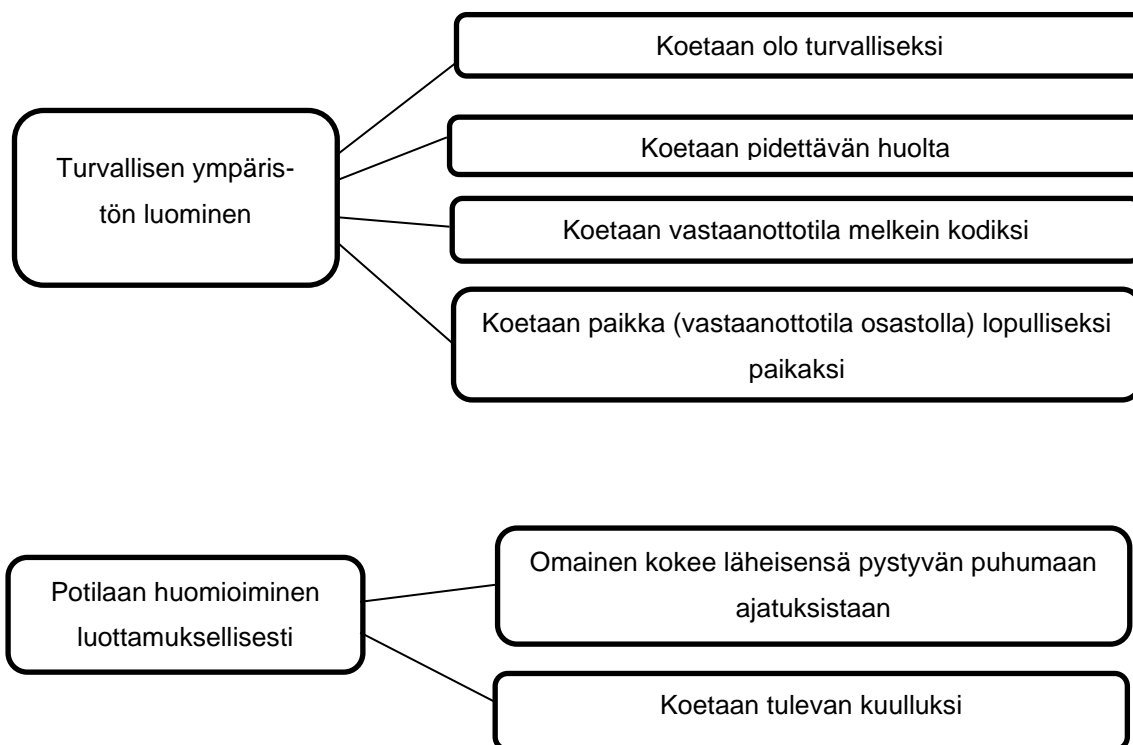 Koetaan olo turvalliseksi
Koetaan pidettävän huolta
Turvallisen ympäris-
tön luominen
Koetaan vastaanottotila melkein kodiksi
Koetaan paikka (vastaanottotila osastolla) lopulliseksi
paikaksi
Omainen kokee läheisensä pystyvän puhumaan
ajatuksistaan
Potilaan huomioiminen
luottamuksellisesti
Koetaan tulevan kuulluksi